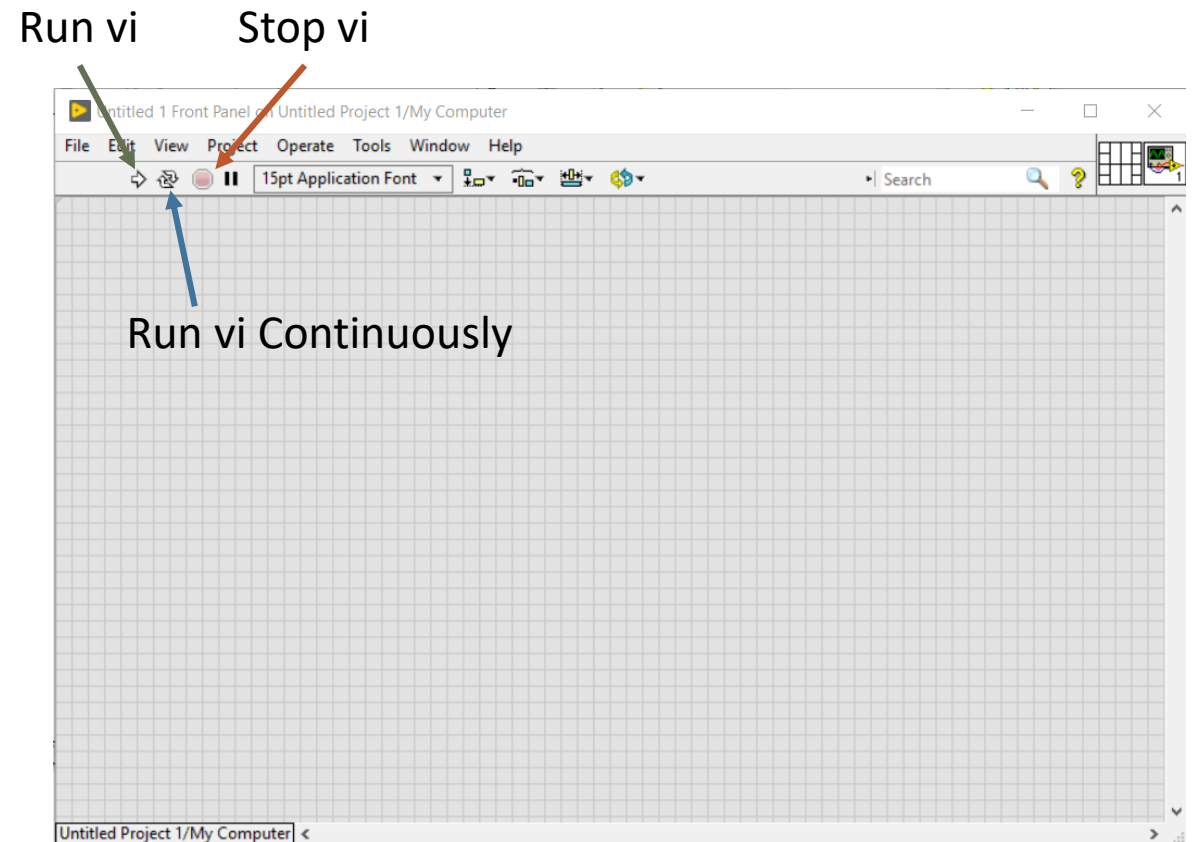 Run vi Stop vi
Untitled 1 Front Panel on Untitled Project 1/My Computer
File Edit View Project Operate Tools Window Help
15pt Application Font Search ? 1
Run vi Continuously
Untitled Project 1/My Computer